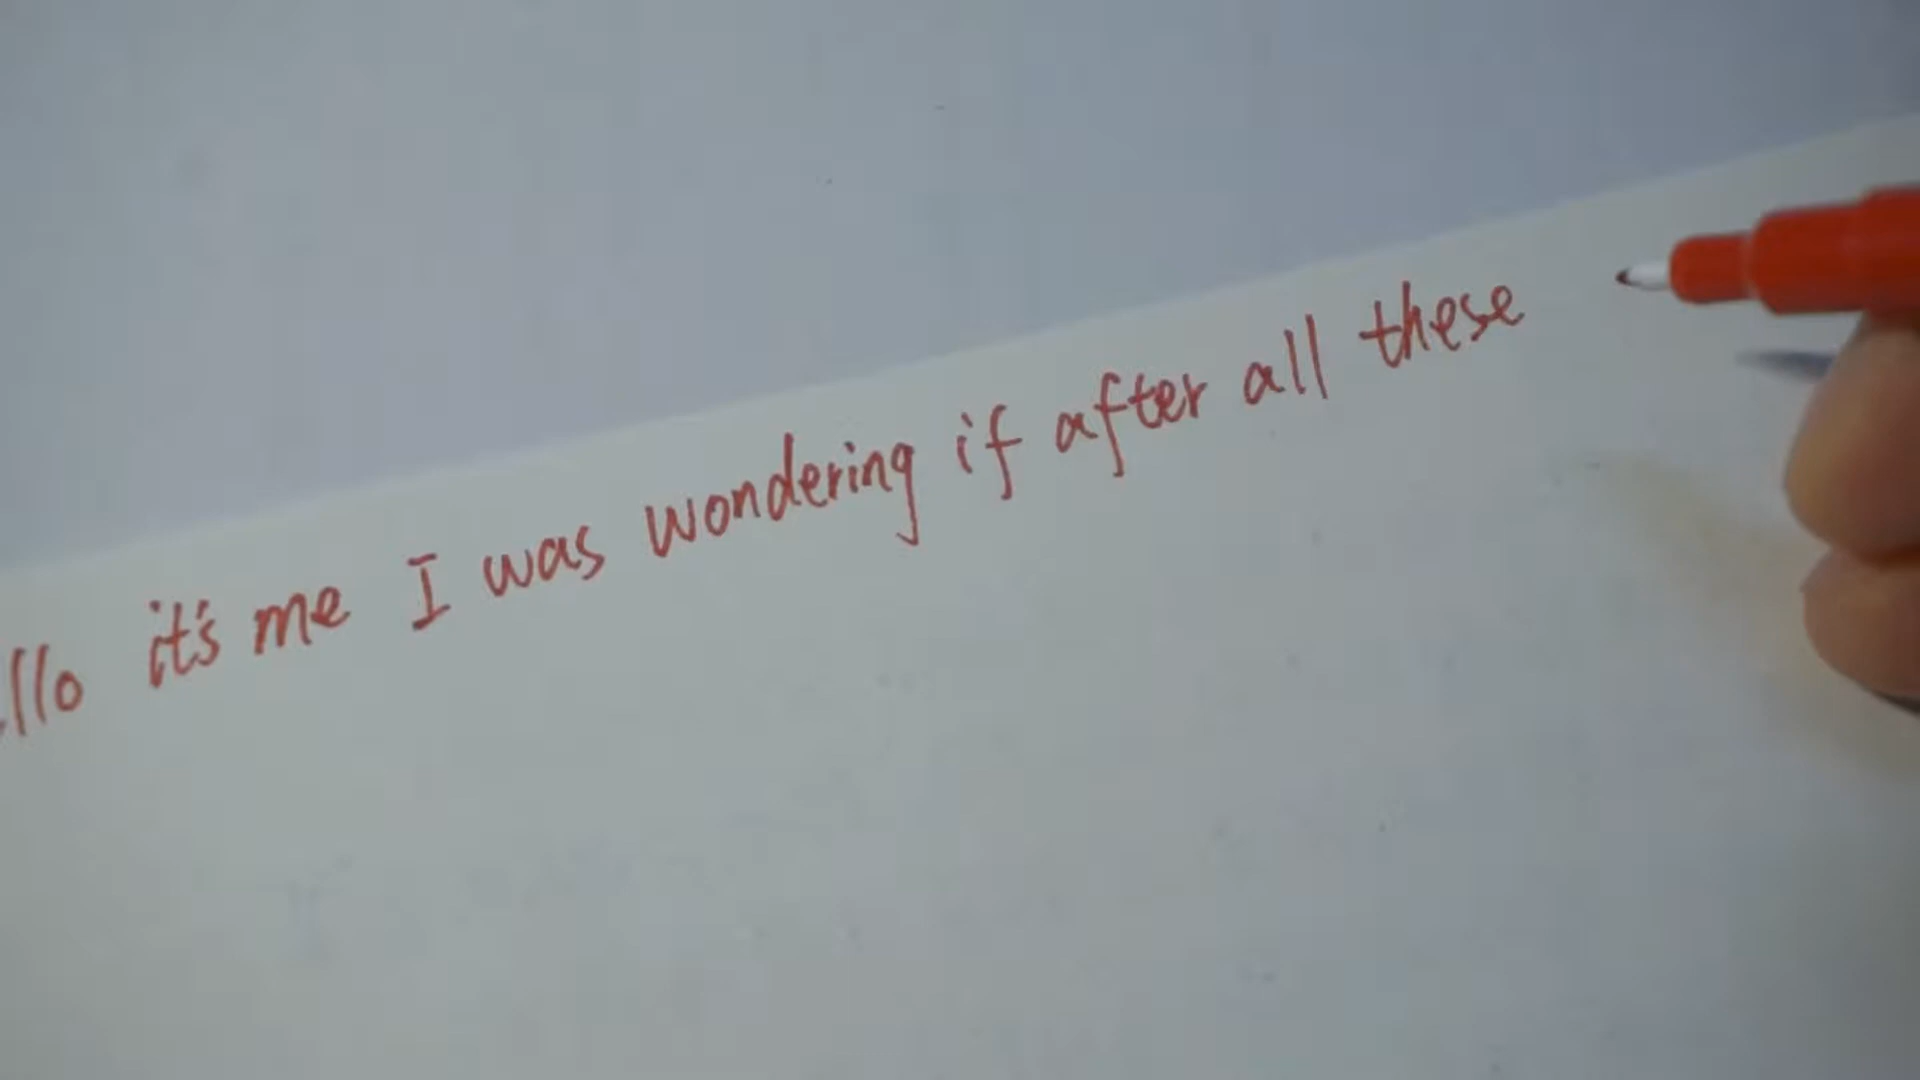 llo it's me I was wondering if after all these